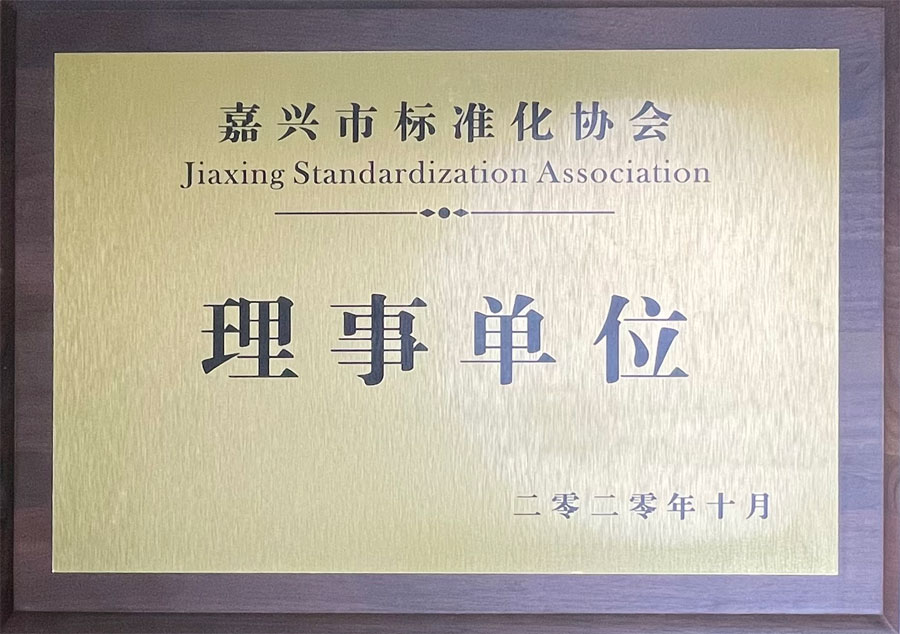 嘉兴市标准化协会
Jiaxing Standardization Association
理事单位
二零二零年十月